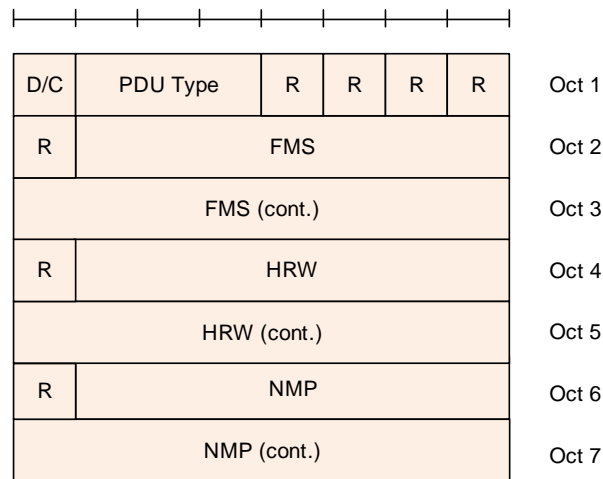 D/C PDU Type R R R R Oct 1
R FMS Oct 2
FMS (cont.) Oct 3
R HRW Oct 4
HRW (cont.) Oct 5
R NMP Oct 6
NMP (cont.) Oct 7